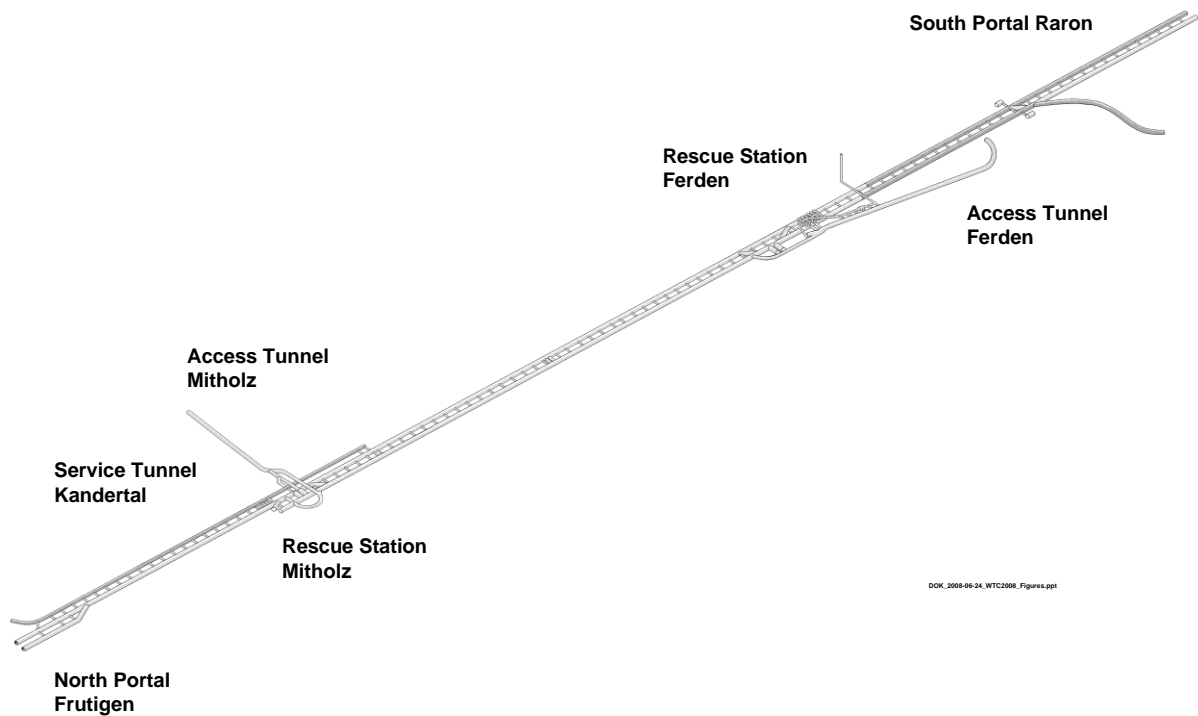 South Portal Raron
Rescue Station
Ferden
Access Tunnel
Ferden
Access Tunnel
Mitholz
Service Tunnel
Kandertal
Rescue Station
Mitholz
DOK_2008-06-24_WTC2008_Figures.ppt
North Portal
Frutigen